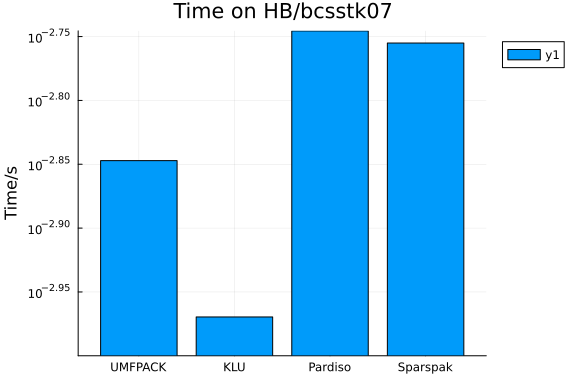 Time on HB/bcsstk07
10^−2.75
10^−2.80
10^−2.85
10^−2.90
10^−2.95
Time/s
UMFPACK KLU Pardiso Sparspak
y1